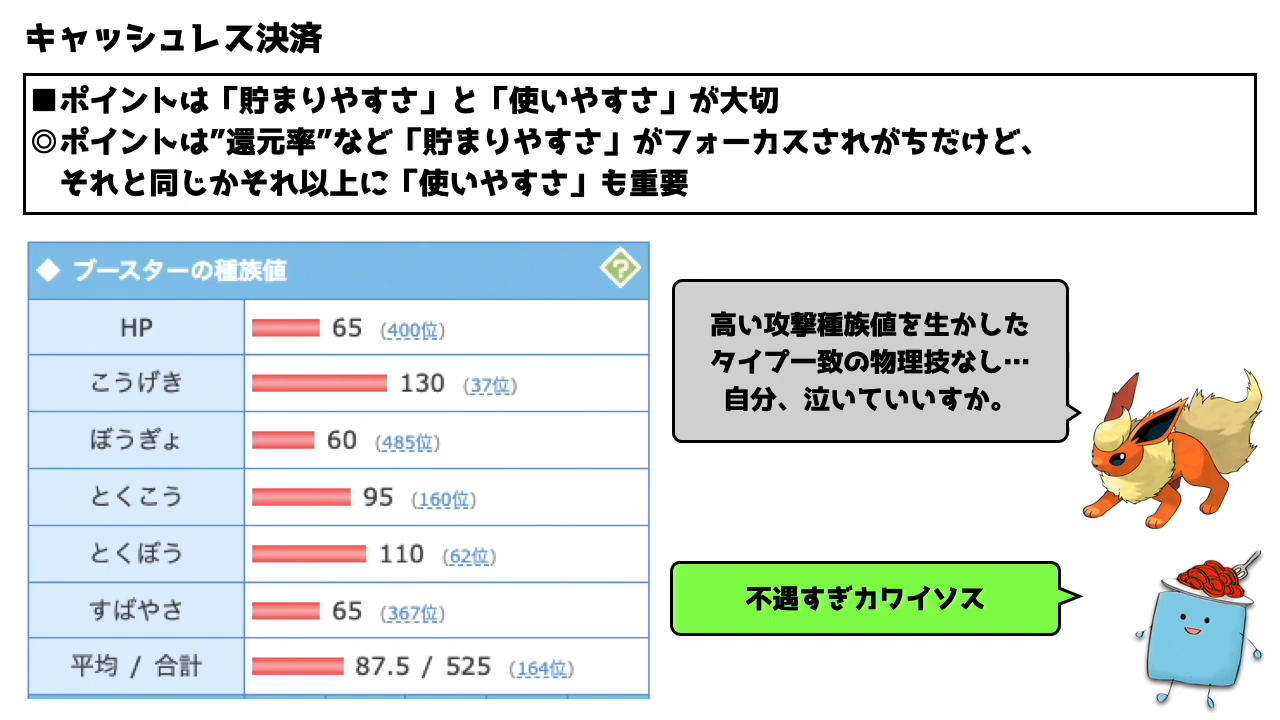 キャッシュレス決済
■ポイントは「貯まりやすさ」と「使いやすさ」が大切
◎ポイントは”還元率”など「貯まりやすさ」がフォーカスされがちだけど、
それと同じかそれ以上に「使いやすさ」も重要
◆ ブースターの種族値 ?
HP 65 (400位)
こうげき 130 (37位)
ぼうぎょ 60 (485位)
とくこう 95 (160位)
とくぼう 110 (62位)
すばやさ 65 (367位)
平均 / 合計 87.5 / 525 (164位)
高い攻撃種族値を生かした
タイプ一致の物理技なし…
自分、泣いていいすか。
不遇すぎカワイソス